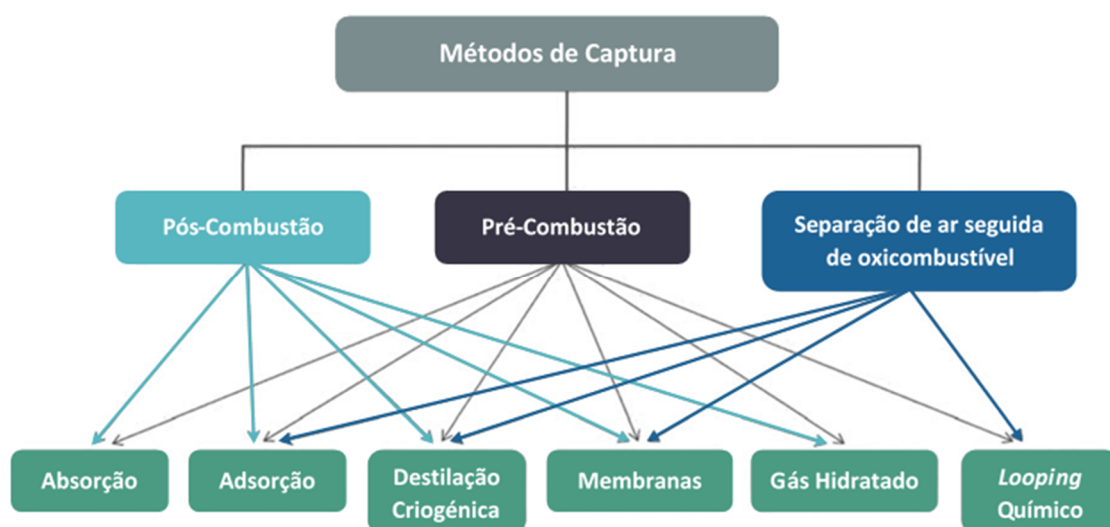 Métodos de Captura
Pós-Combustão
Pré-Combustão
Separação de ar seguida
de oxicombustível
Absorção
Adsorção
Destilação
Criogénica
Membranas
Gás Hidratado
Looping
Químico